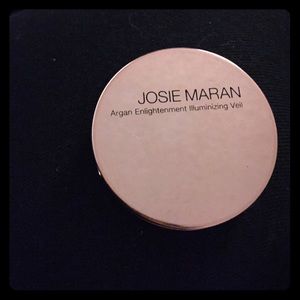 JOSIE MARAN
Argan Enlightenment Illuminizing Veil